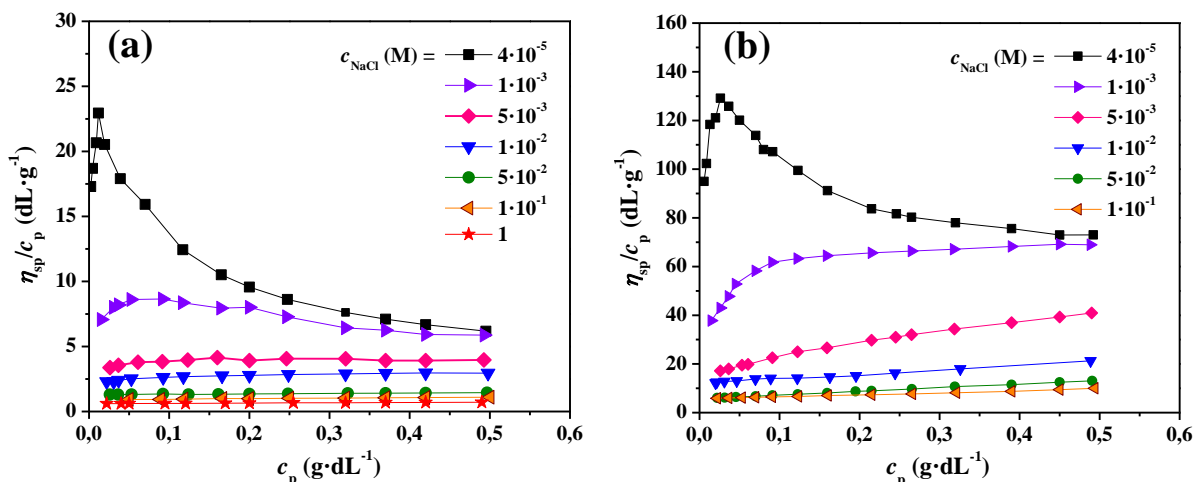 (a)
c_NaCl (M) =
4·10⁻⁵
1·10⁻³
5·10⁻³
1·10⁻²
5·10⁻²
1·10⁻¹
1
30
25
20
15
10
5
0
η_sp/c_p (dL·g⁻¹)
0,0 0,1 0,2 0,3 0,4 0,5 0,6
c_p (g·dL⁻¹)
(b)
c_NaCl (M) =
4·10⁻⁵
1·10⁻³
5·10⁻³
1·10⁻²
5·10⁻²
1·10⁻¹
160
140
120
100
80
60
40
20
0
η_sp/c_p (dL·g⁻¹)
0,0 0,1 0,2 0,3 0,4 0,5 0,6
c_p (g·dL⁻¹)